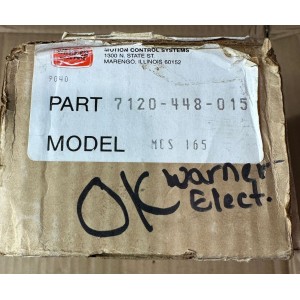 MOTION CONTROL SYSTEMS
1300 N. STATE ST
MARENGO, ILLINOIS 60152
9040
PART 7120-448-015
MODEL MCS 165
OK Warner
Elect.